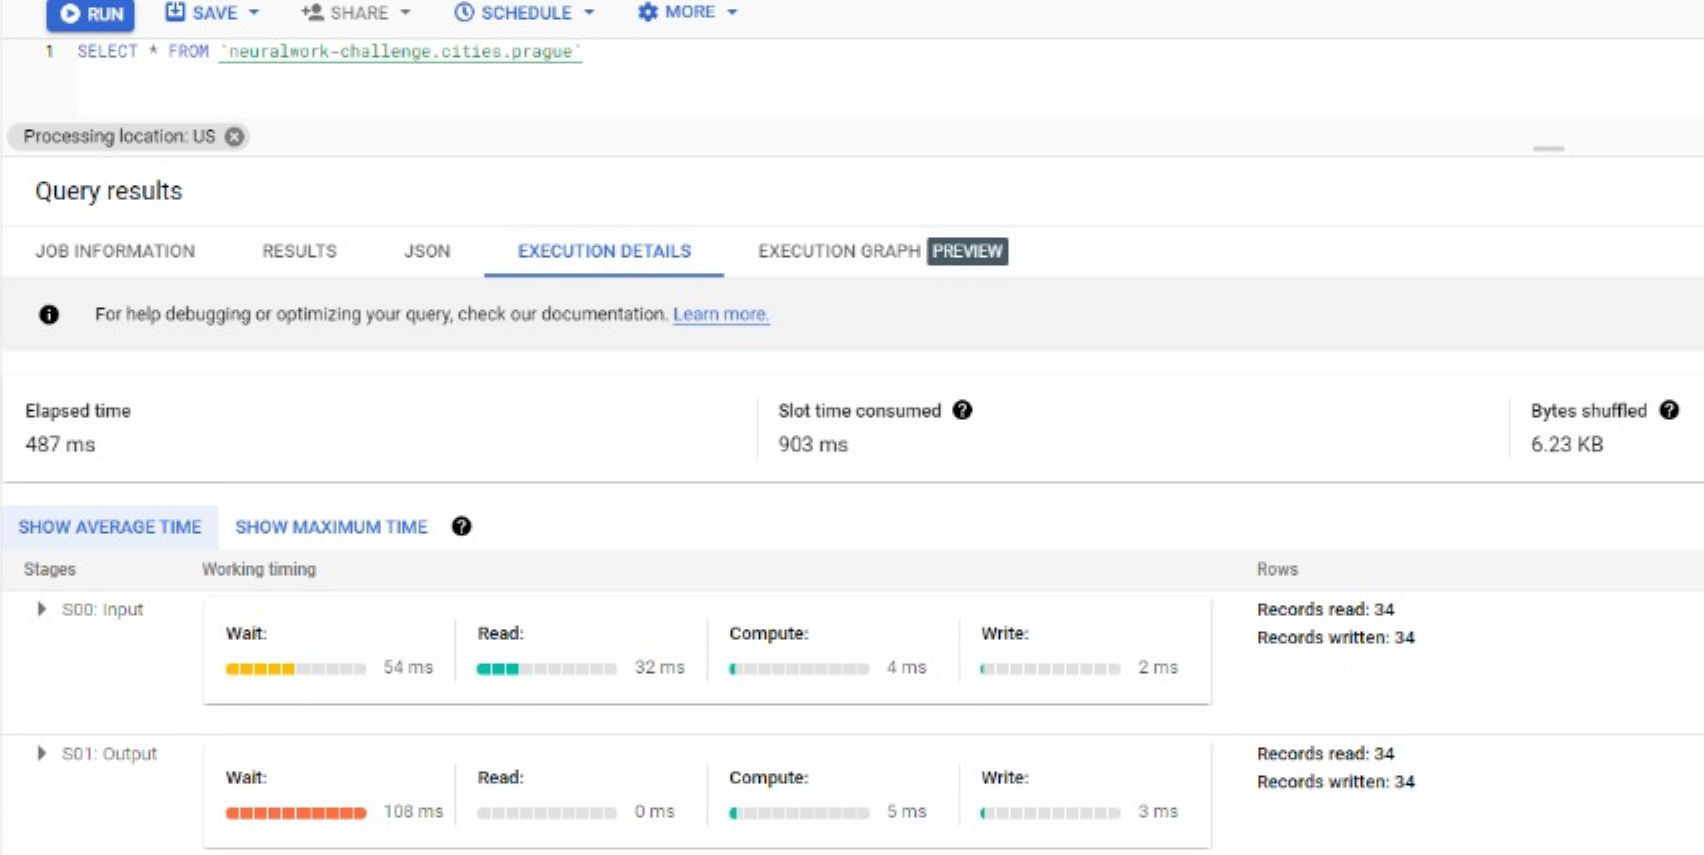 RUN SAVE SHARE SCHEDULE MORE
1 SELECT * FROM `neuralwork-challenge.cities.prague`
Processing location: US
Query results
JOB INFORMATION RESULTS JSON EXECUTION DETAILS EXECUTION GRAPH PREVIEW
For help debugging or optimizing your query, check our documentation. Learn more.
Elapsed time Slot time consumed Bytes shuffled
487 ms 903 ms 6.23 KB
SHOW AVERAGE TIME SHOW MAXIMUM TIME
Stages Working timing Rows
S00: Input Records read: 34
Wait: Read: Compute: Write: Records written: 34
54 ms 32 ms 4 ms 2 ms
S01: Output Records read: 34
Wait: Read: Compute: Write: Records written: 34
108 ms 0 ms 5 ms 3 ms